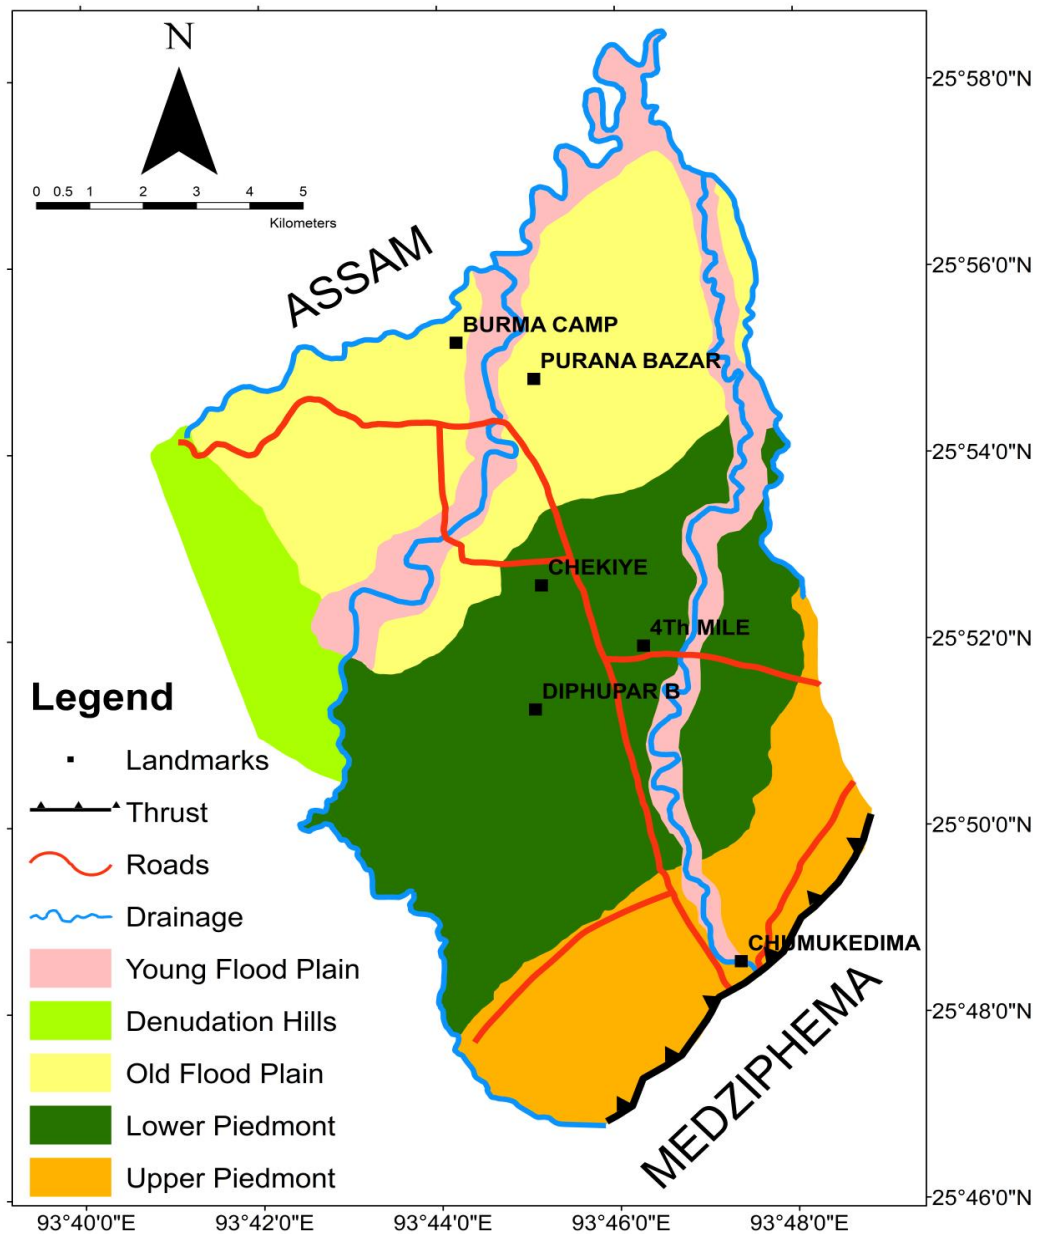 N
0 0.5 1 2 3 4 5
Kilometers
ASSAM
BURMA CAMP
PURANA BAZAR
CHEKIYE
4Th MILE
DIPHUPAR B
CHUMUKEDIMA
MEDZIPHEMA
Legend
Landmarks
Thrust
Roads
Drainage
Young Flood Plain
Denudation Hills
Old Flood Plain
Lower Piedmont
Upper Piedmont
25°58'0"N
25°56'0"N
25°54'0"N
25°52'0"N
25°50'0"N
25°48'0"N
25°46'0"N
93°40'0"E 93°42'0"E 93°44'0"E 93°46'0"E 93°48'0"E